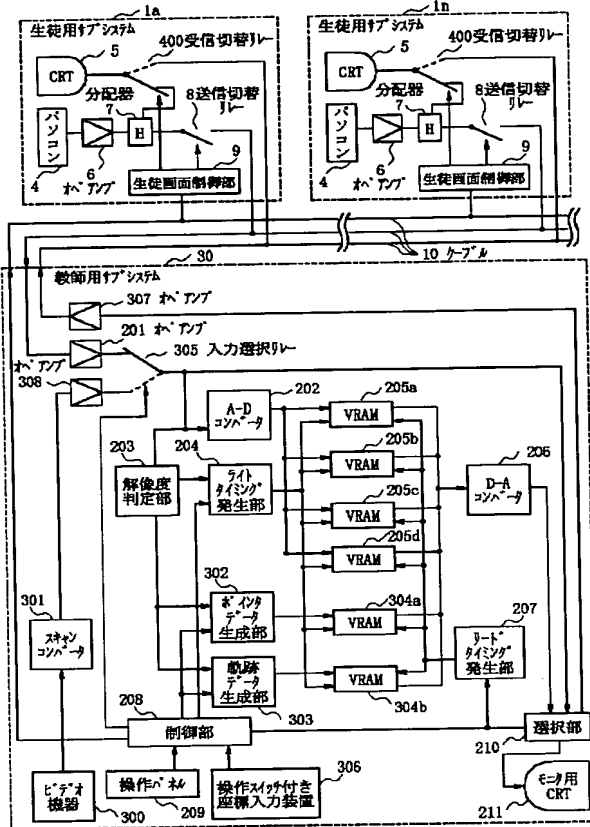 1a
生徒用サブシステム
5
400受信切替リレー
CRT
分配器
7
8送信切替リレー
パソコン
H
9
4
6
オペアンプ
生徒画面制御部
1n
生徒用サブシステム
5
400受信切替リレー
CRT
分配器
7
8送信切替リレー
パソコン
H
9
4
6
オペアンプ
生徒画面制御部
30
10 ケーブル
教師用サブシステム
307 オペアンプ
201 オペアンプ
305 入力選択リレー
オペアンプ
308
202
A-D
コンバータ
205a
VRAM
203
解像度
判定部
204
ライト
タイミング
発生部
205b
VRAM
206
D-A
コンバータ
205c
VRAM
205d
VRAM
302
ポインタ
データ
生成部
304a
VRAM
207
リード
タイミング
発生部
301
スキャン
コンバータ
軌跡
データ
生成部
303
VRAM
304b
208
制御部
選択部
210
ビデオ
機器
300
操作パネル
209
操作スイッチ付き
座標入力装置
306
モニタ用
CRT
211